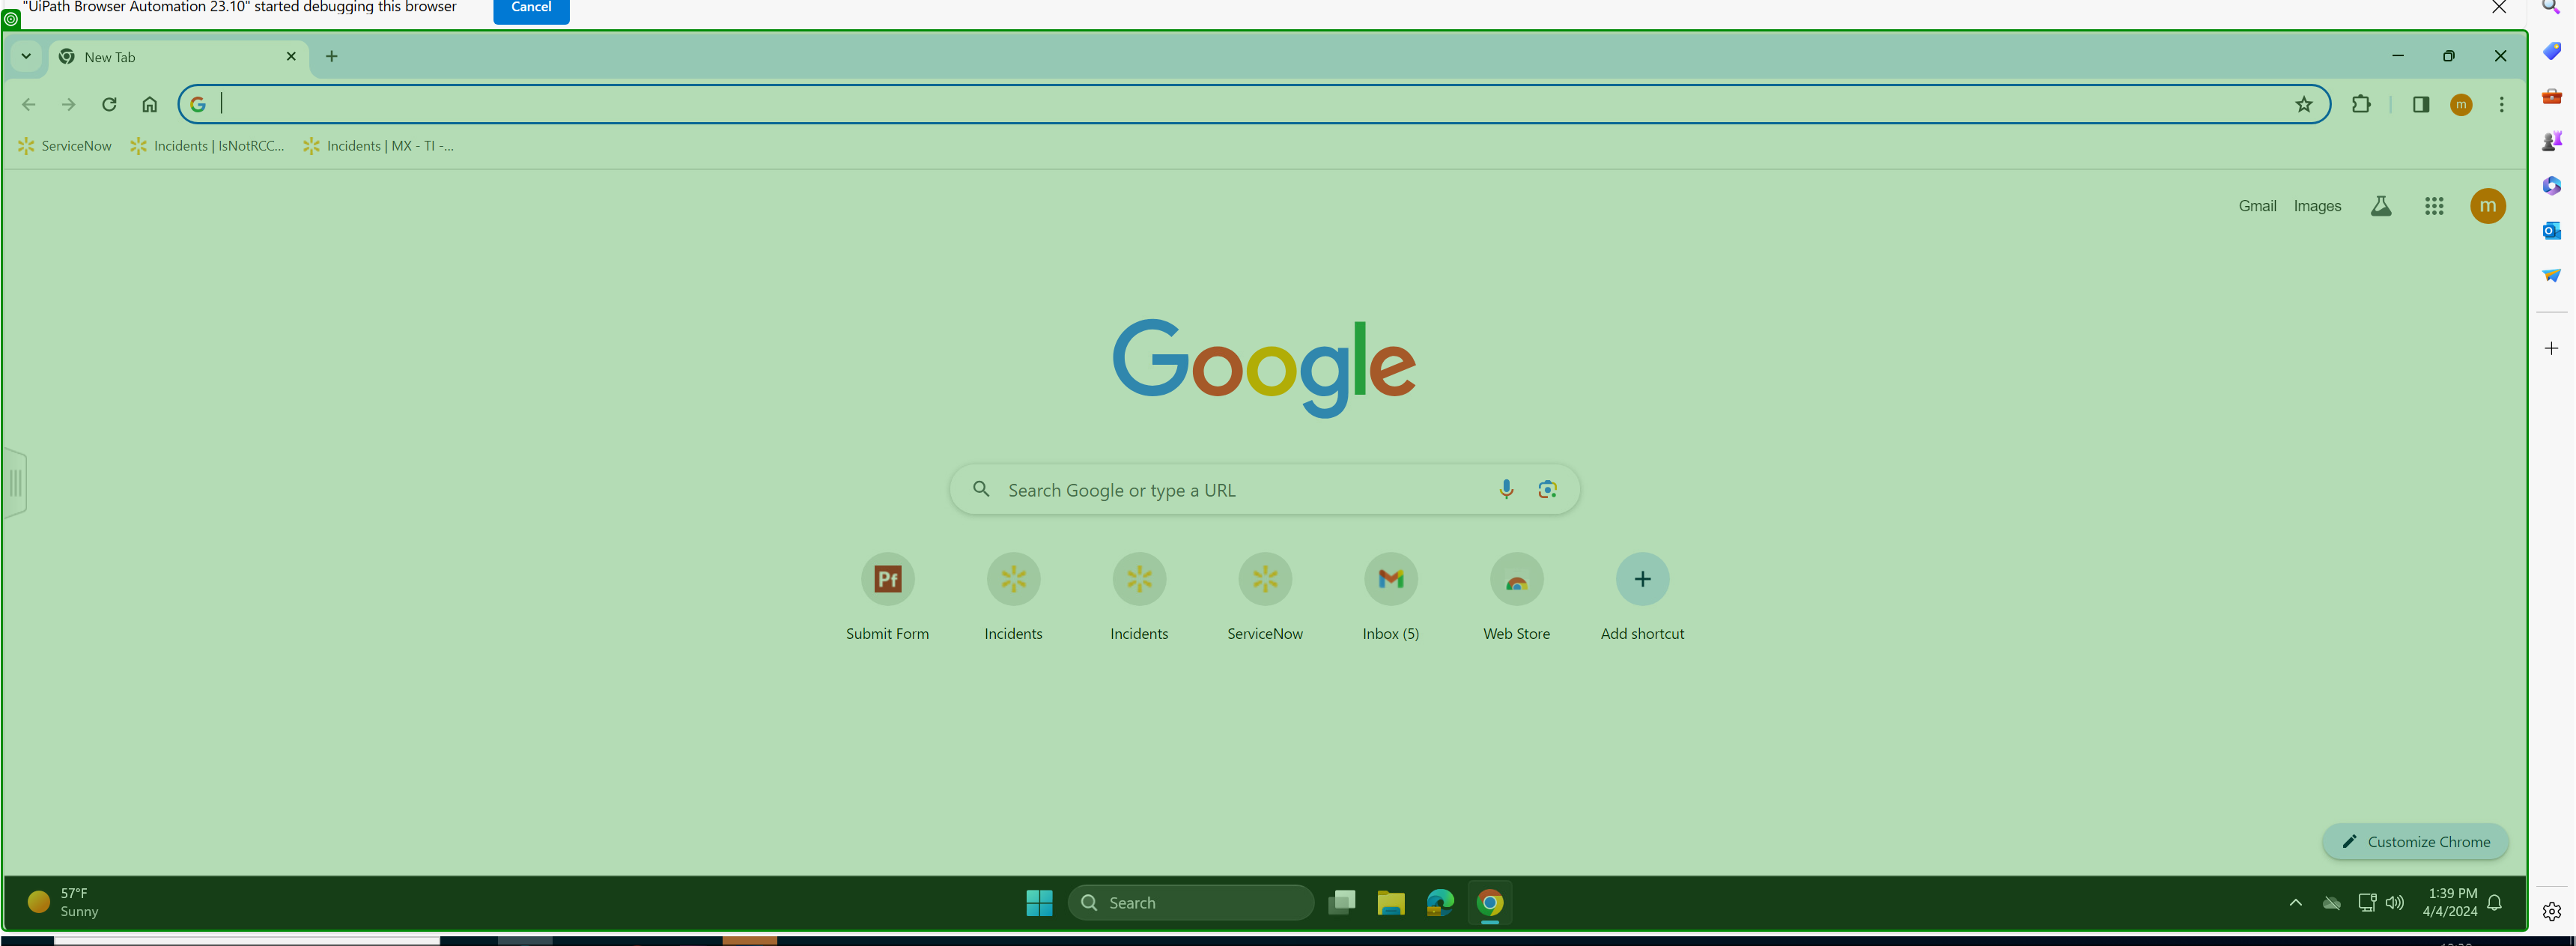 "UiPath Browser Automation 23.10" started debugging this browser
Cancel
New Tab
ServiceNow
Incidents | IsNotRCC...
Incidents | MX - TI -...
Gmail
Images
m
m
Google
Search Google or type a URL
Pf
Submit Form
Incidents
Incidents
ServiceNow
Inbox (5)
Web Store
Add shortcut
Customize Chrome
57°F
Sunny
Search
1:39 PM
4/4/2024